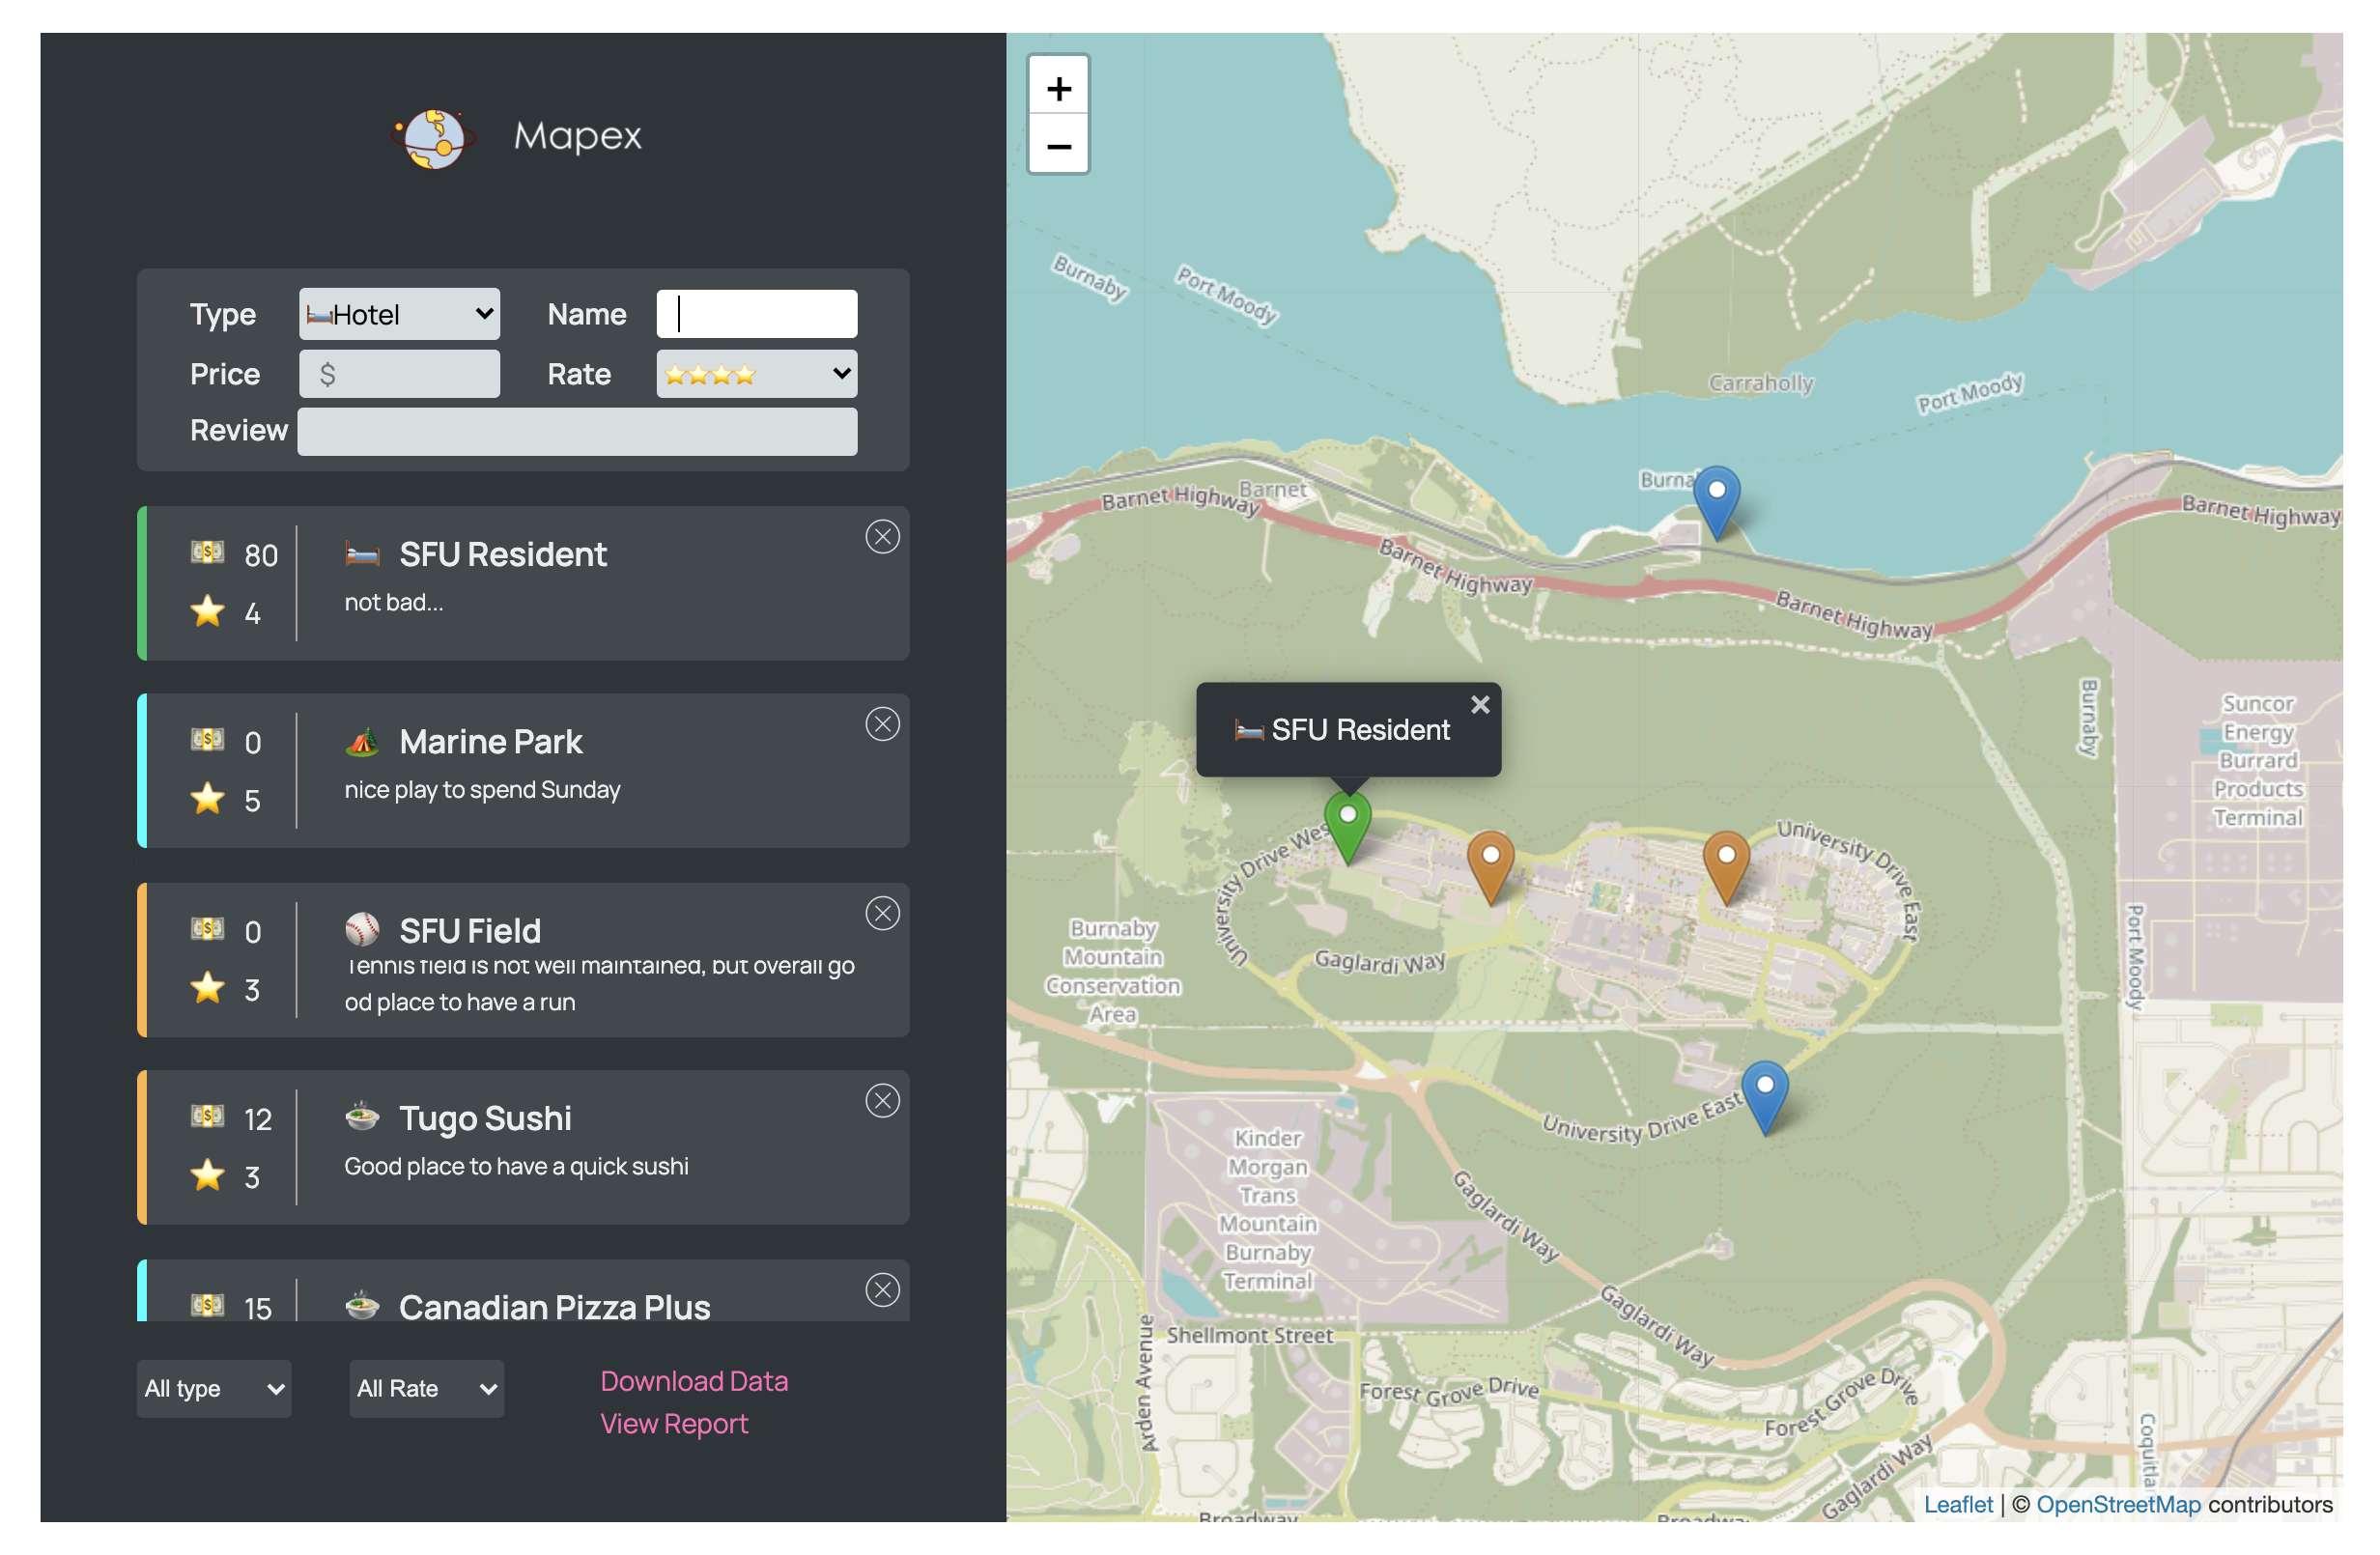 Mapex
Type Hotel Name
Price $ Rate
Review
80 SFU Resident
4 not bad...
0 Marine Park
5 nice play to spend Sunday
0 SFU Field
Tennis field is not well maintained, but overall go
3 od place to have a run
12 Tugo Sushi
3 Good place to have a quick sushi
15 Canadian Pizza Plus
All type All Rate Download Data
View Report
+
−
Burnaby
Port Moody
Carraholly
Port Moody
Barnet
Barnet Highway
Barnet Highway
Barnet Highway
Barnet Highway
Burnaby
SFU Resident ×
Suncor
Energy
Burrard
Products
Terminal
University Drive West
University Drive East
University
Gaglardi Way
Burnaby
Mountain
Conservation
Area
Port Moody
University Drive East
Kinder
Morgan
Trans
Mountain
Burnaby
Terminal
Gaglardi Way
Gaglardi Way
Shellmont Street
Arden Avenue
Forest Grove Drive
Forest Grove Drive
Gaglardi Way
Broadway
Leaflet | © OpenStreetMap contributors